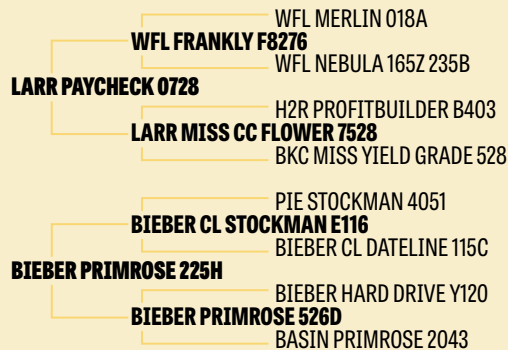 WFL MERLIN 018A
WFL FRANKLY F8276
WFL NEBULA 165Z 235B
LARR PAYCHECK 0728
H2R PROFITBUILDER B403
LARR MISS CC FLOWER 7528
BKC MISS YIELD GRADE 528
PIE STOCKMAN 4051
BIEBER CL STOCKMAN E116
BIEBER CL DATELINE 115C
BIEBER PRIMROSE 225H
BIEBER HARD DRIVE Y120
BIEBER PRIMROSE 526D
BASIN PRIMROSE 2043